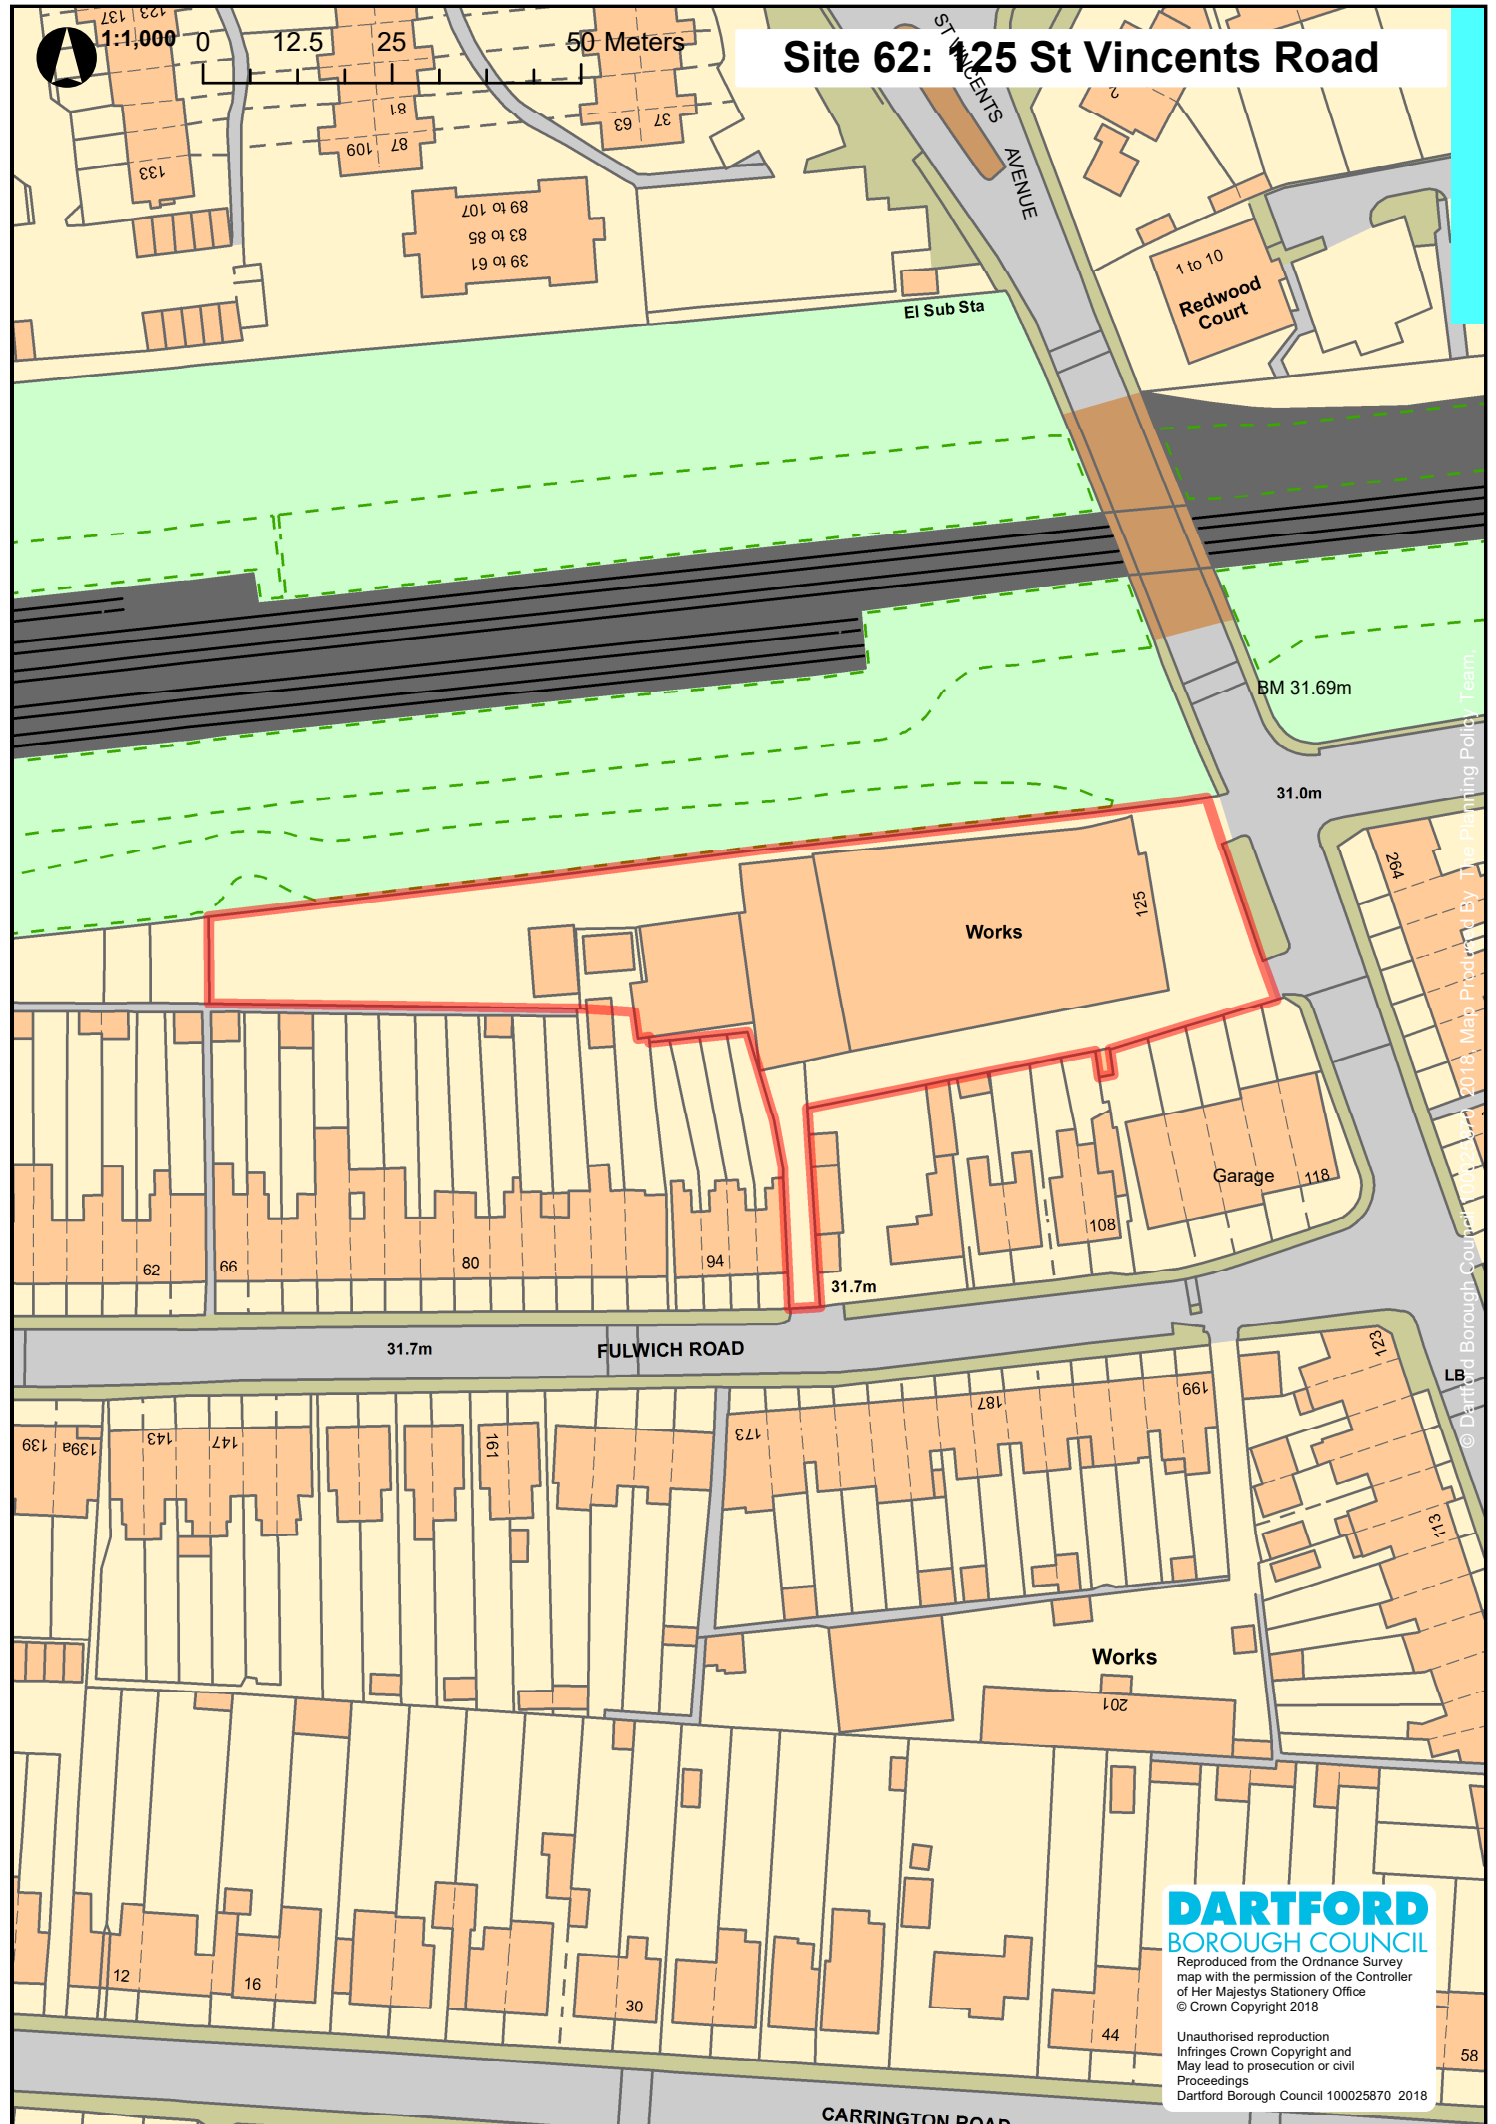 137
123
1:1,000
0
12.5
25
50 Meters
Site 62: 125 St Vincents Road
ST VINCENTS
AVENUE
2
81
109
87
63
37
133
89 to 107
83 to 85
39 to 61
1 to 10
Redwood
Court
El Sub Sta
BM 31.69m
31.0m
264
125
Works
Garage
118
108
62
66
80
94
31.7m
31.7m
FULWICH ROAD
123
LB
139
139a
143
147
161
173
187
199
113
Works
201
12
16
30
44
58
CARRINGTON ROAD
© Dartford Borough Council 100025870 2018. Map Produced By The Planning Policy Team,
DARTFORD
BOROUGH COUNCIL
Reproduced from the Ordnance Survey
map with the permission of the Controller
of Her Majestys Stationery Office
© Crown Copyright 2018
Unauthorised reproduction
Infringes Crown Copyright and
May lead to prosecution or civil
Proceedings
Dartford Borough Council 100025870 2018